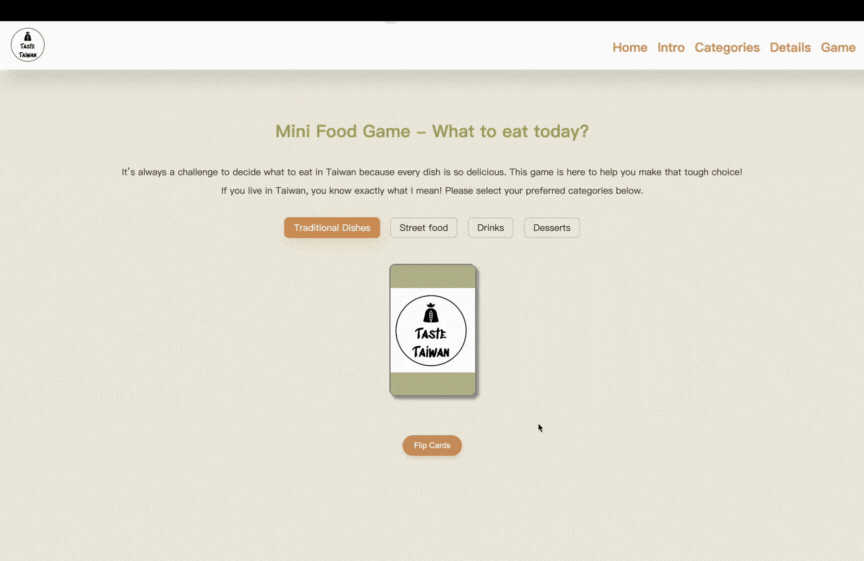 TASTE
TAIWAN
Home Intro Categories Details Game
Mini Food Game – What to eat today?
It's always a challenge to decide what to eat in Taiwan because every dish is so delicious. This game is here to help you make that tough choice!
If you live in Taiwan, you know exactly what I mean! Please select your preferred categories below.
Traditional Dishes Street food Drinks Desserts
TASTE
TAIWAN
Flip Cards